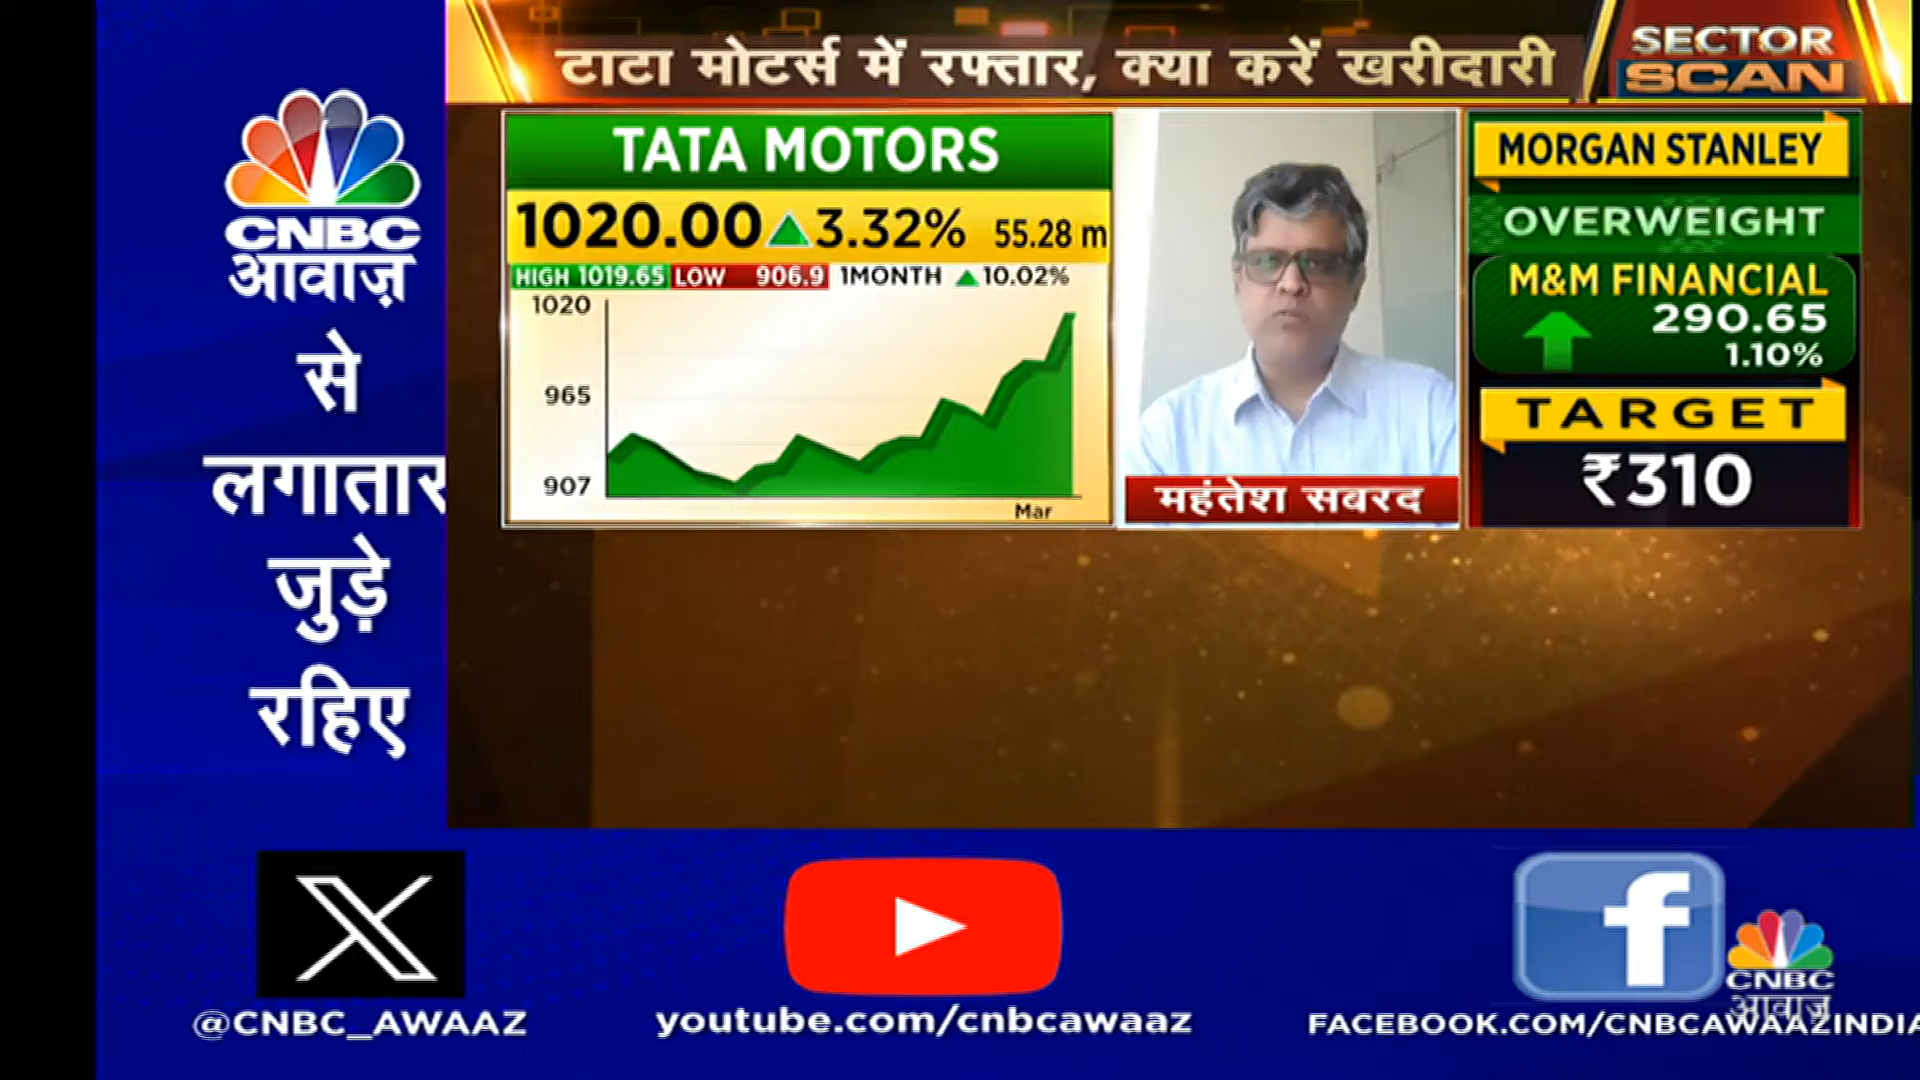 CNBC
आवाज़
से
लगातार
जुड़े
रहिए
टाटा मोटर्स में रफ्तार, क्या करें खरीदारी
SECTOR
SCAN
TATA MOTORS
1020.00 3.32% 55.28 m
HIGH 1019.65 LOW 906.9 1MONTH 10.02%
1020
965
907
Mar
महंतेश सबरद
MORGAN STANLEY
OVERWEIGHT
M&M FINANCIAL
290.65
1.10%
TARGET
₹310
@CNBC_AWAAZ
youtube.com/cnbcawaaz
FACEBOOK.COM/CNBCAWAAZINDIA
CNBC
आवाज़